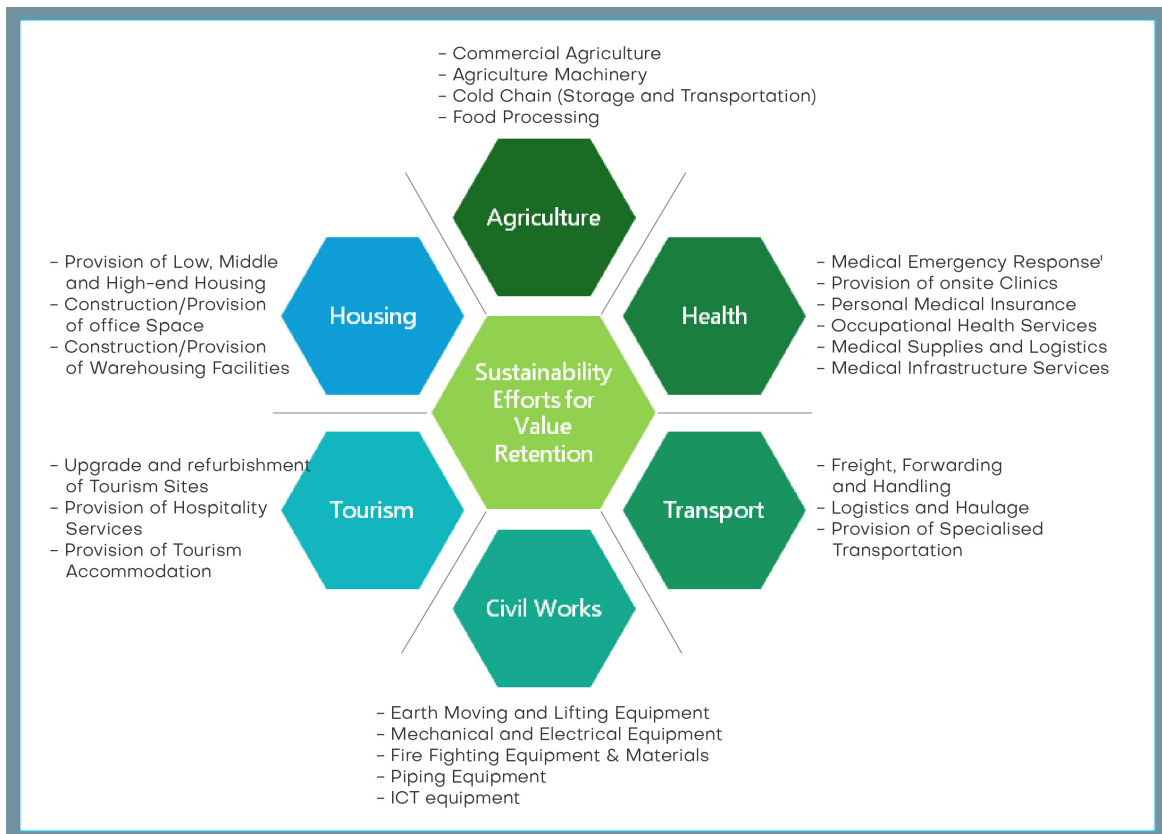 - Commercial Agriculture
- Agriculture Machinery
- Cold Chain (Storage and Transportation)
- Food Processing
Agriculture
- Provision of Low, Middle
and High-end Housing
- Construction/Provision
of office Space
- Construction/Provision
of Warehousing Facilities
Housing
Health
- Medical Emergency Response'
- Provision of onsite Clinics
- Personal Medical Insurance
- Occupational Health Services
- Medical Supplies and Logistics
- Medical Infrastructure Services
Sustainability
Efforts for
Value
Retention
- Upgrade and refurbishment
of Tourism Sites
- Provision of Hospitality
Services
- Provision of Tourism
Accommodation
Tourism
Transport
- Freight, Forwarding
and Handling
- Logistics and Haulage
- Provision of Specialised
Transportation
Civil Works
- Earth Moving and Lifting Equipment
- Mechanical and Electrical Equipment
- Fire Fighting Equipment & Materials
- Piping Equipment
- ICT equipment